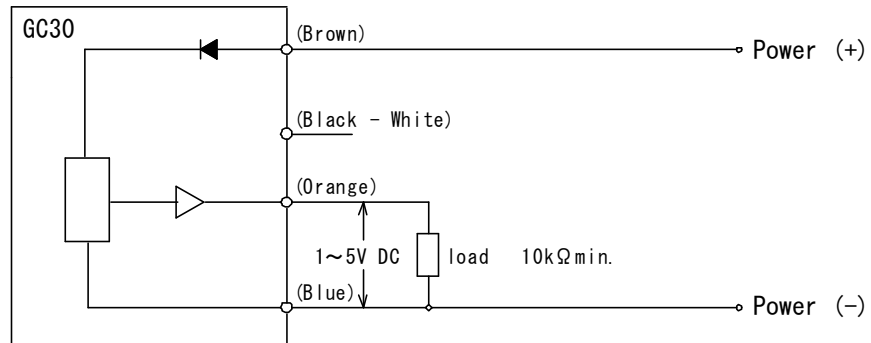 GC30
(Brown)
Power (+)
(Black - White)
(Orange)
1～5V DC
load 10kΩmin.
(Blue)
Power (-)